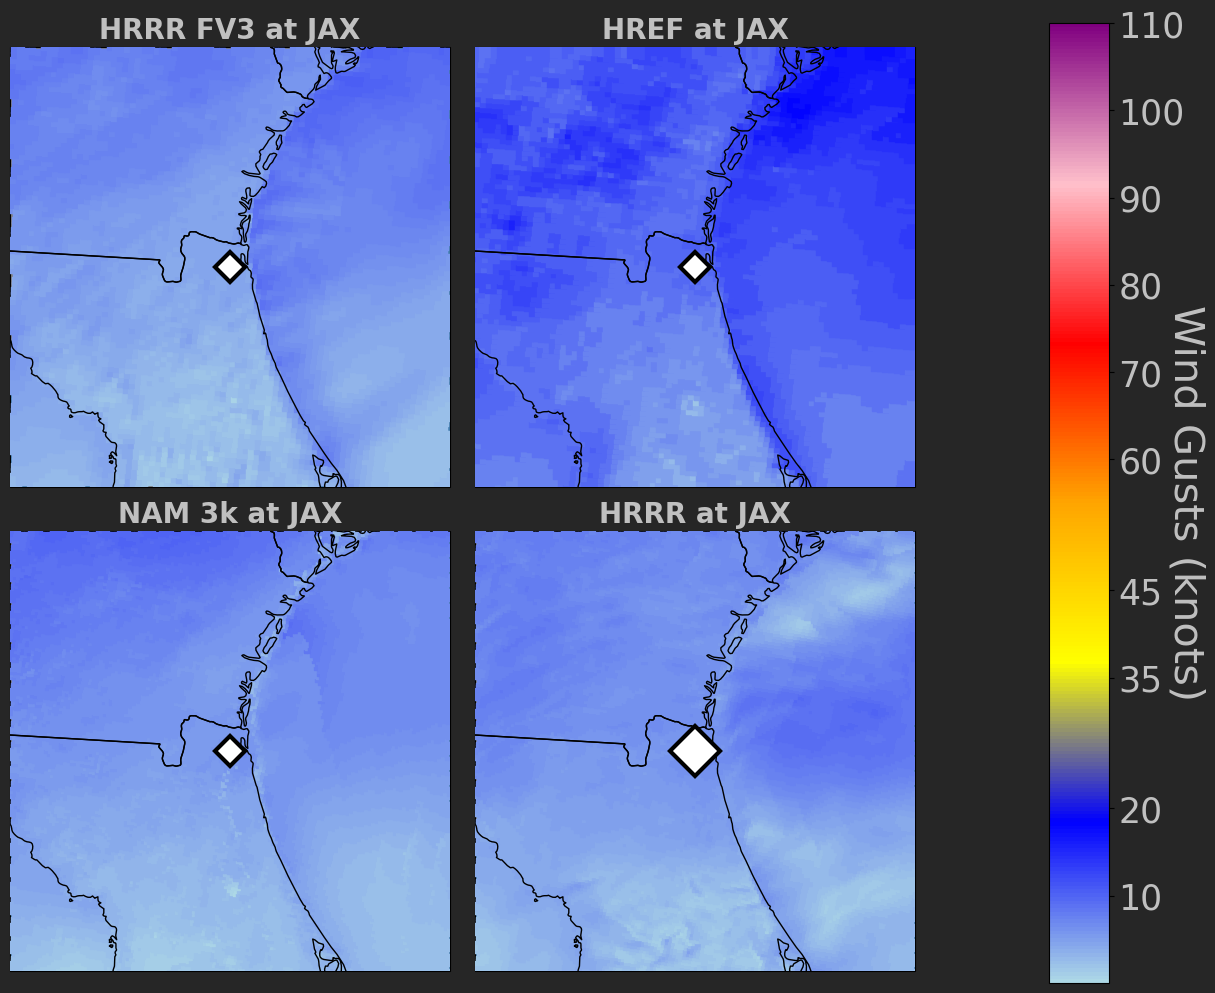 HRRR FV3 at JAX
HREF at JAX
NAM 3k at JAX
HRRR at JAX
110
100
90
80
70
60
45
35
20
10
Wind Gusts (knots)